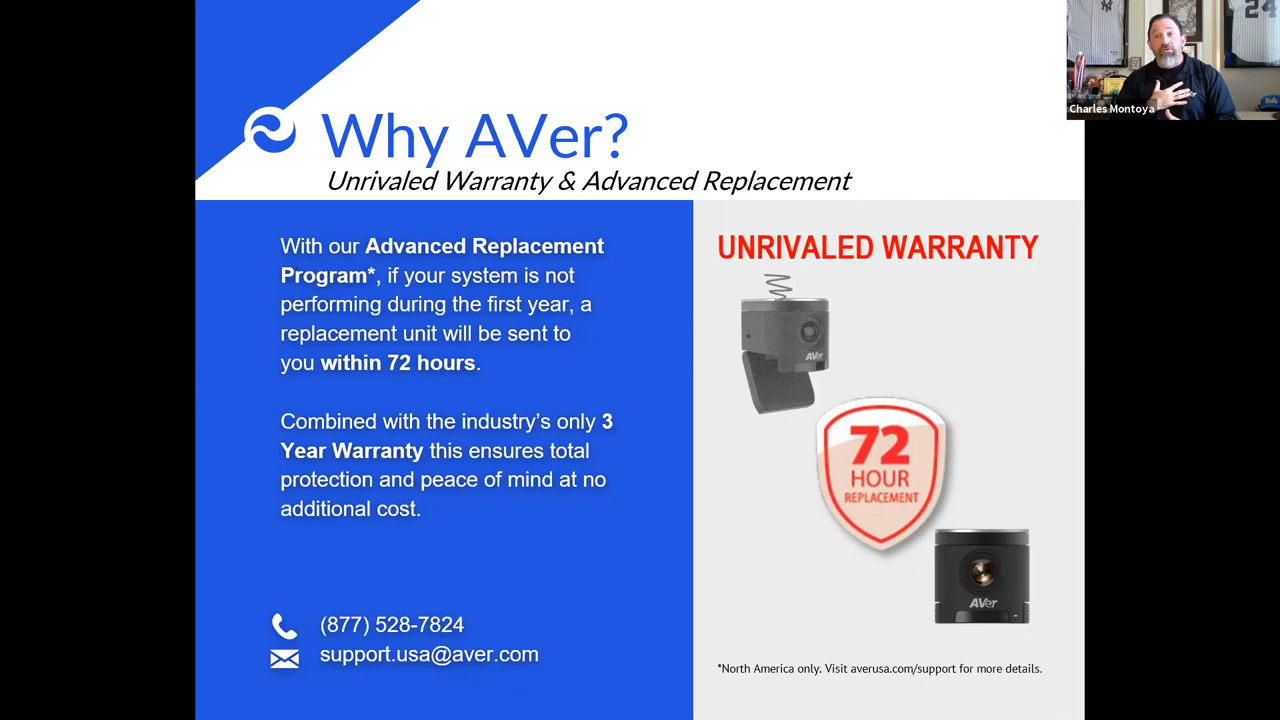 Why AVer?
Unrivaled Warranty & Advanced Replacement
With our Advanced Replacement
Program*, if your system is not
performing during the first year, a
replacement unit will be sent to
you within 72 hours.
Combined with the industry’s only 3
Year Warranty this ensures total
protection and peace of mind at no
additional cost.
(877) 528-7824
support.usa@aver.com
UNRIVALED WARRANTY
AVer
72
HOUR
REPLACEMENT
AVer
*North America only. Visit averusa.com/support for more details.
24
Charles Montoya